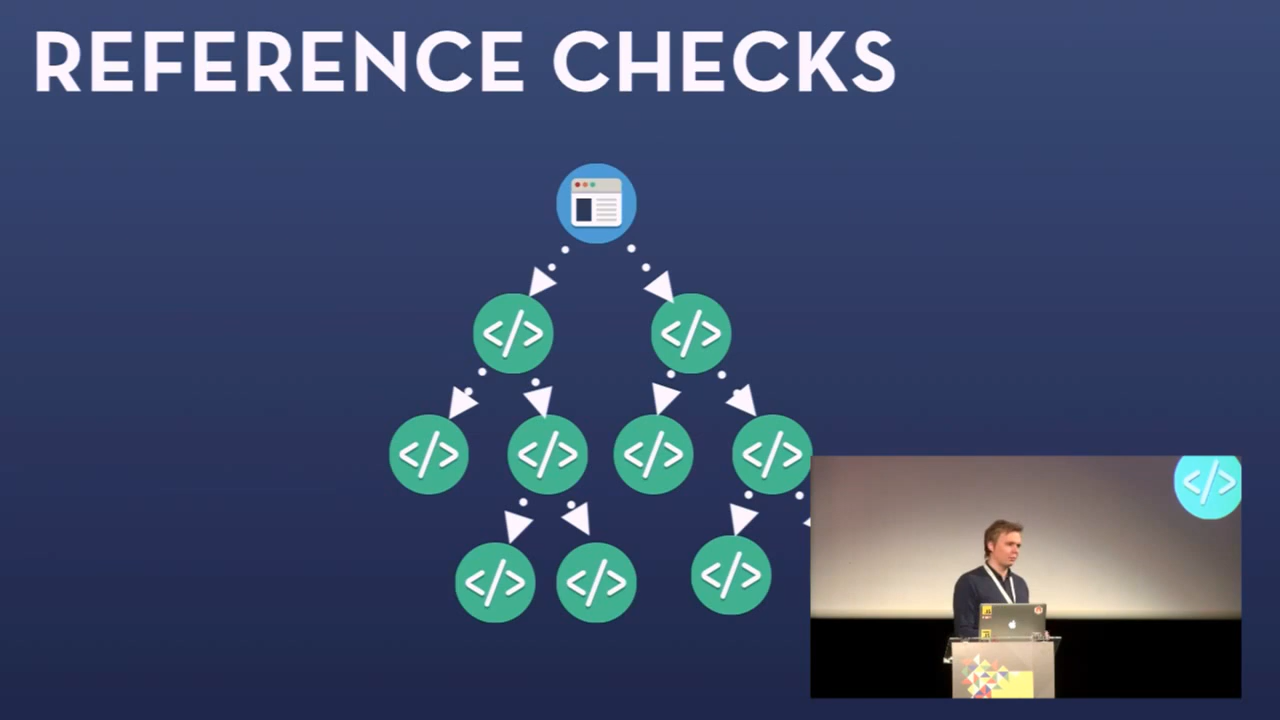 REFERENCE CHECKS
</>
</> </>
</> </> </> </>
</> </> </>
</>